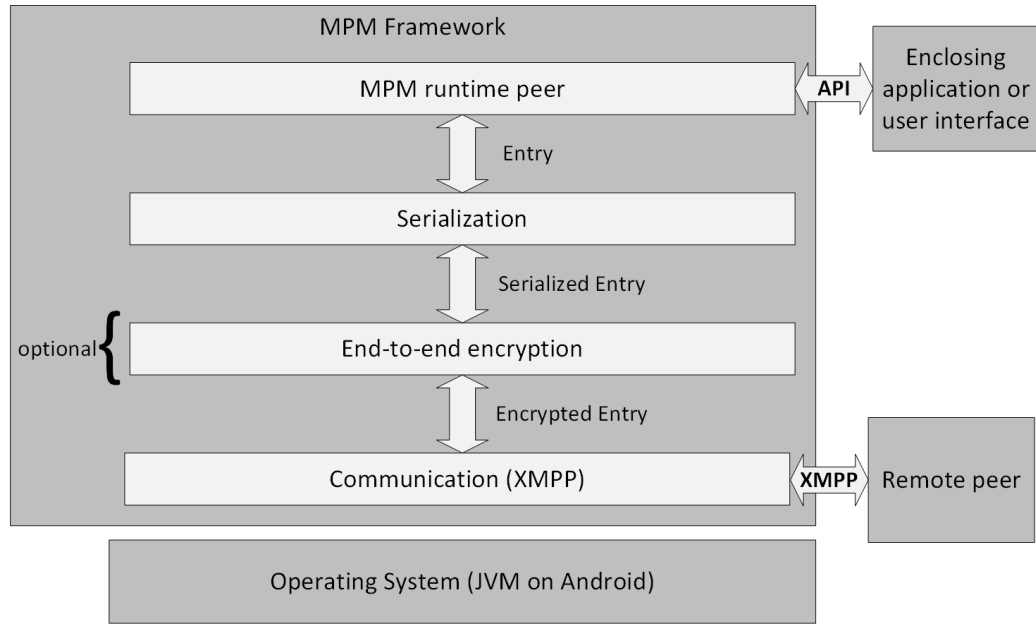 MPM Framework
MPM runtime peer
API
Enclosing
application or
user interface
Entry
Serialization
Serialized Entry
optional
End-to-end encryption
Encrypted Entry
Communication (XMPP)
XMPP
Remote peer
Operating System (JVM on Android)